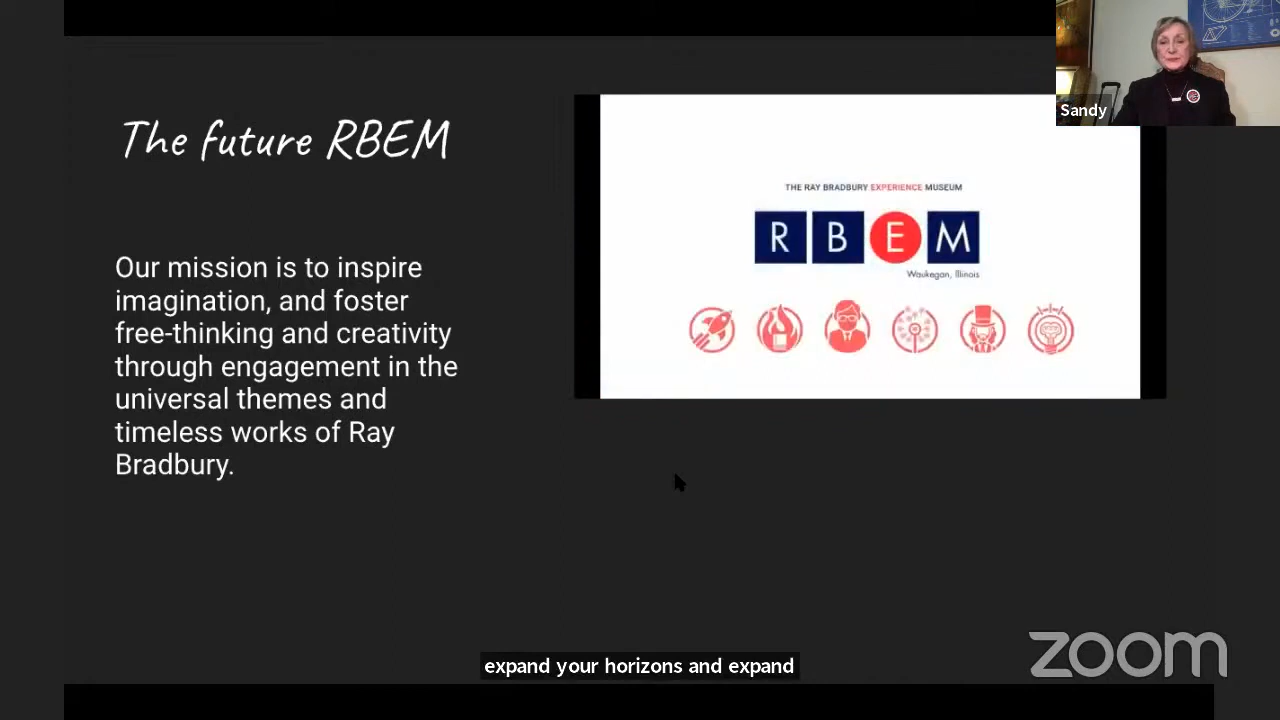 Sandy
The future RBEM
Our mission is to inspire
imagination, and foster
free-thinking and creativity
through engagement in the
universal themes and
timeless works of Ray
Bradbury.
THE RAY BRADBURY EXPERIENCE MUSEUM
R B E M
Waukegan, Illinois
expand your horizons and expand
zoom